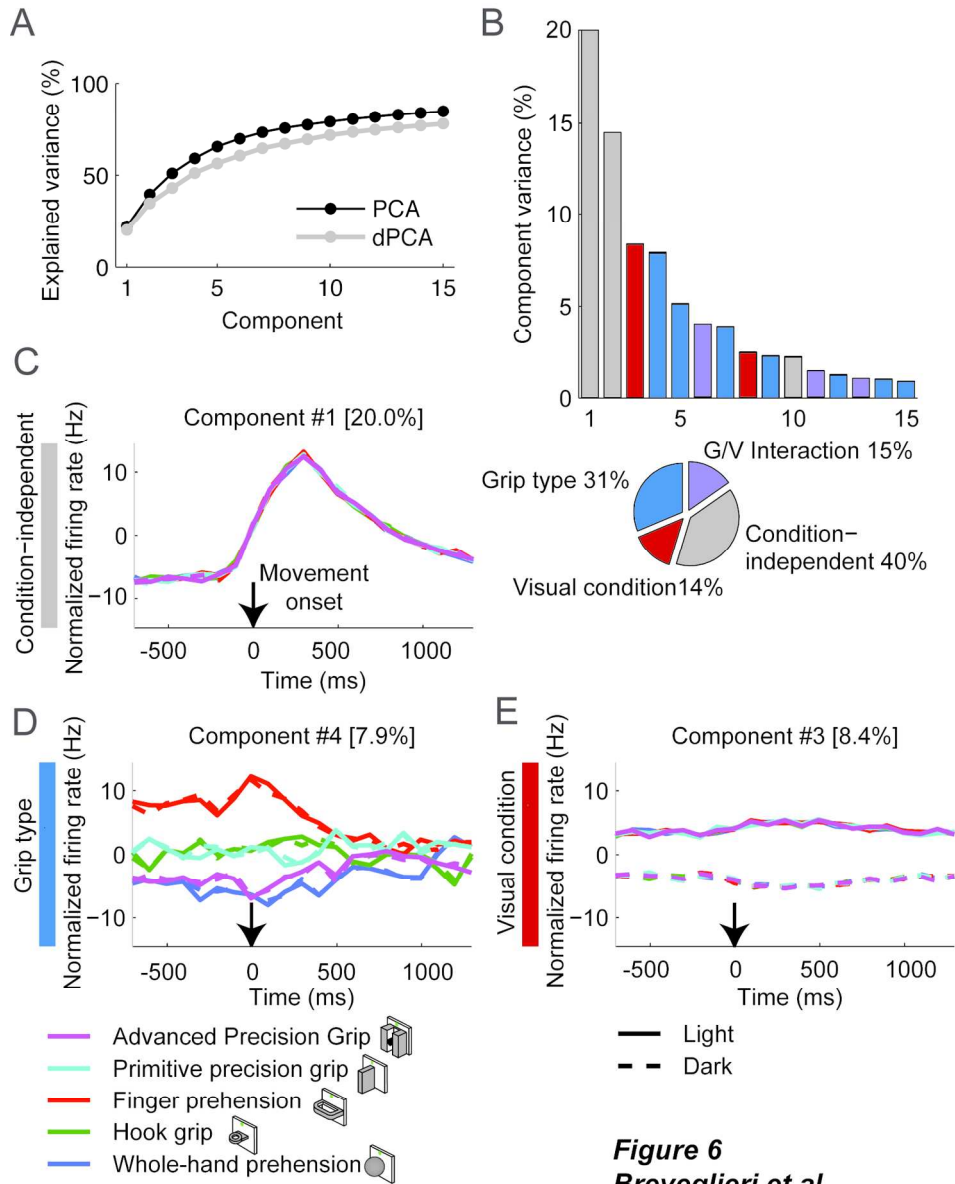 A
Explained variance (%)
100
50
0
1
5
10
15
Component
PCA
dPCA
B
Component variance (%)
20
15
10
5
0
1
5
10
15
G/V Interaction 15%
Grip type 31%
Condition-
independent 40%
Visual condition14%
C
Condition-independent
Normalized firing rate (Hz)
Component #1 [20.0%]
10
0
-10
Movement
onset
-500
0
500
1000
Time (ms)
D
Grip type
Normalized firing rate (Hz)
Component #4 [7.9%]
10
0
-10
-500
0
500
1000
Time (ms)
E
Visual condition
Normalized firing rate (Hz)
Component #3 [8.4%]
10
0
-10
-500
0
500
1000
Time (ms)
Advanced Precision Grip
Primitive precision grip
Finger prehension
Hook grip
Whole-hand prehension
Light
Dark
Figure 6
Breveglieri et al